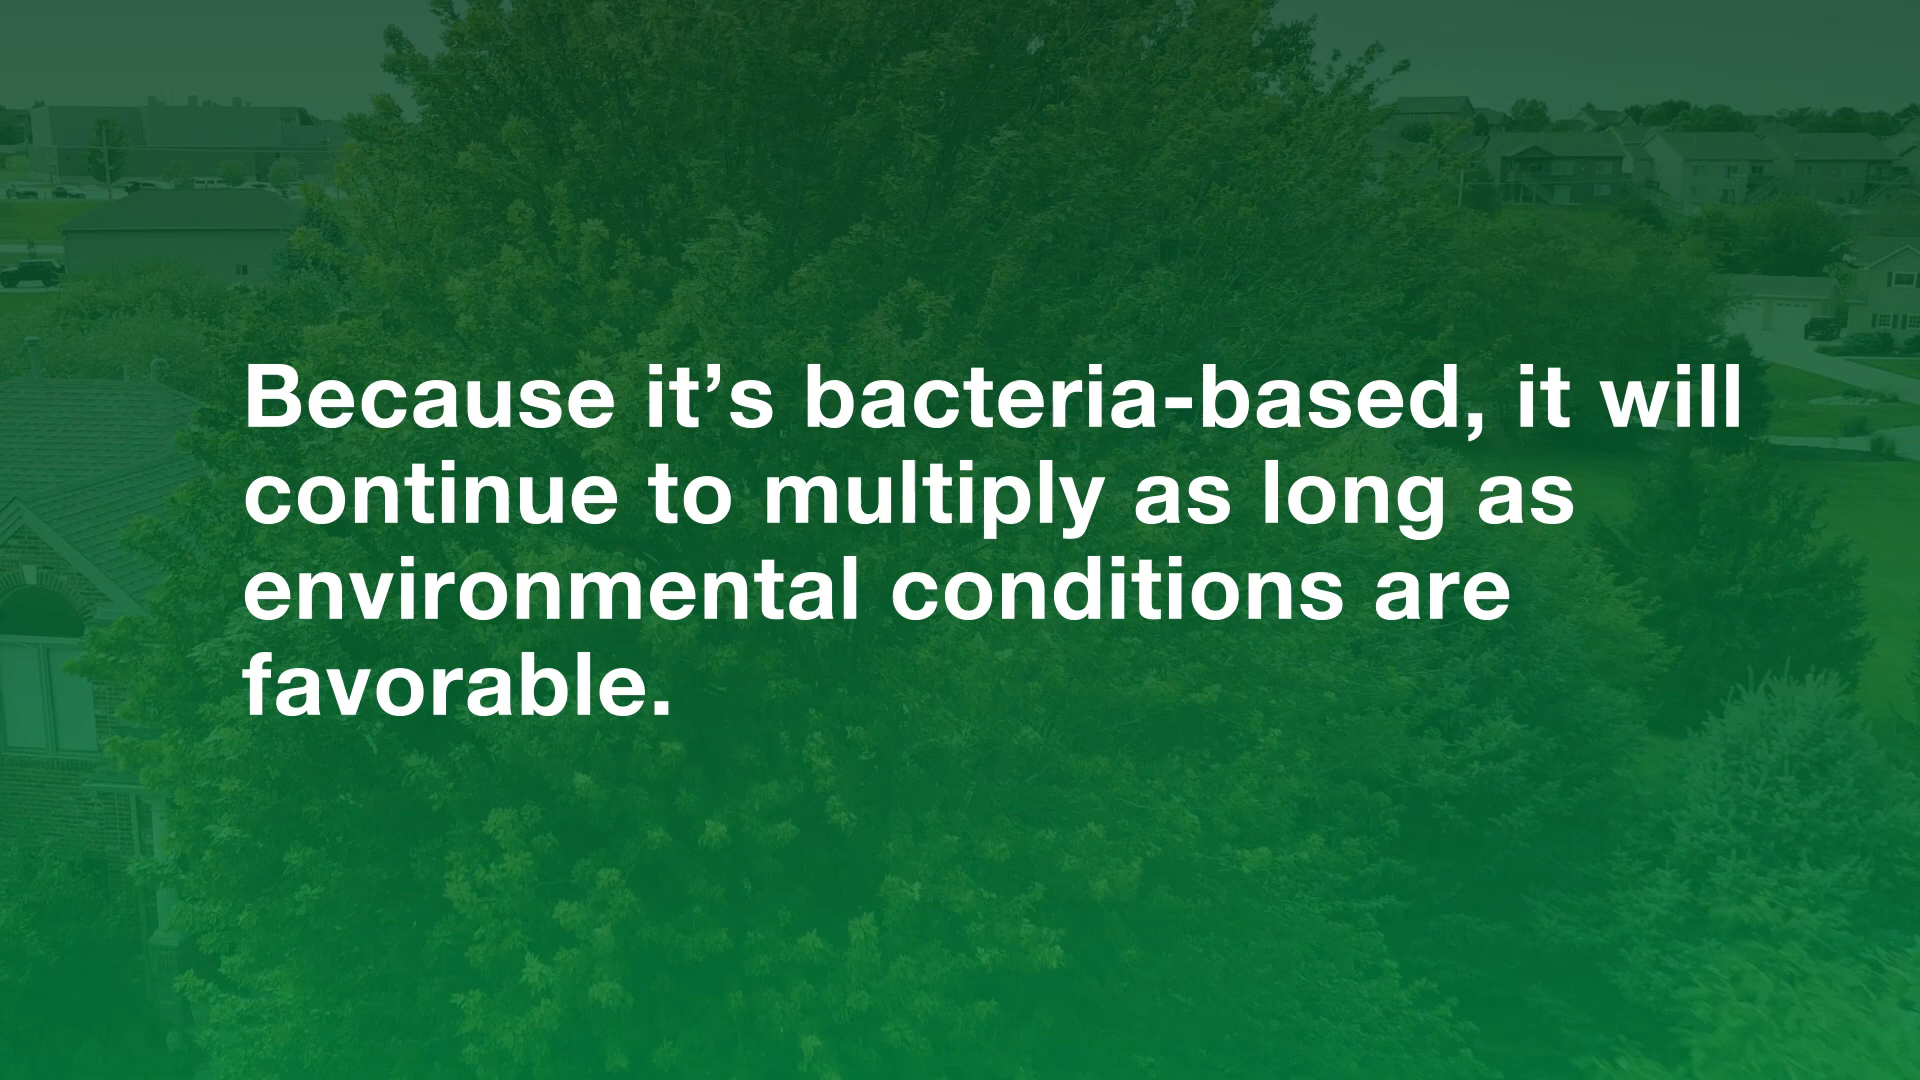 Because it’s bacteria-based, it will
continue to multiply as long as
environmental conditions are
favorable.